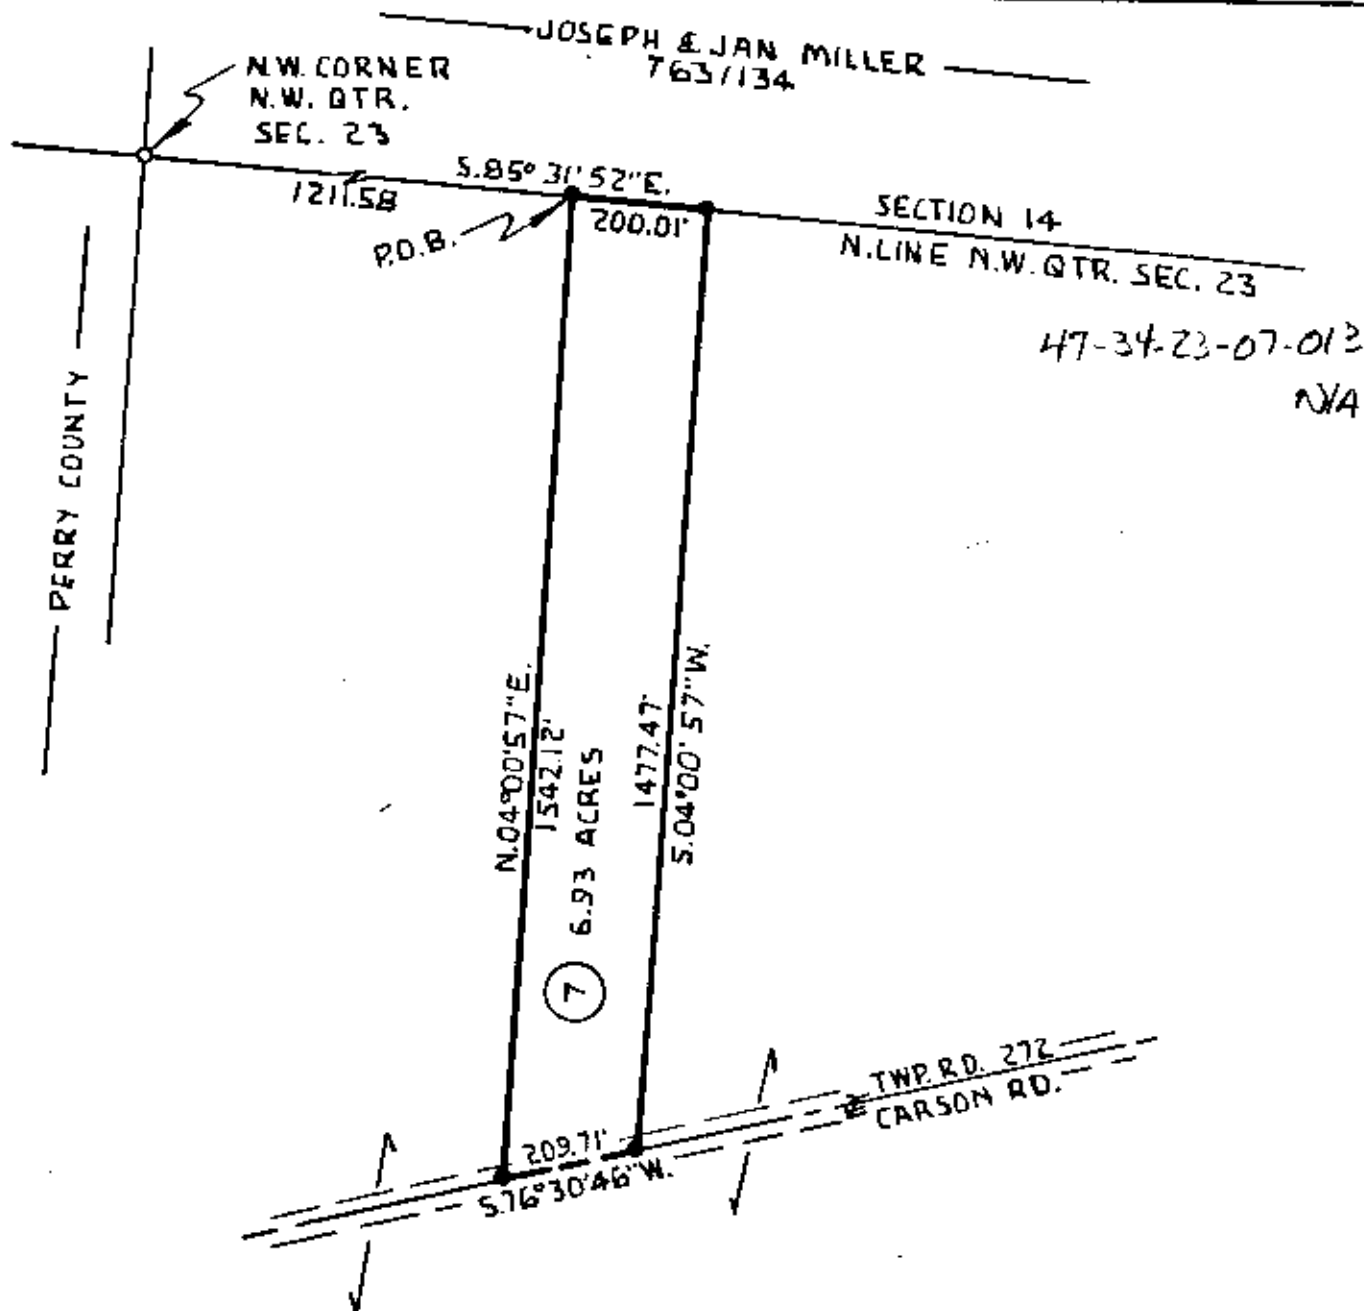 JOSEPH & JAN MILLER
763/134
N.W. CORNER
N.W. QTR.
SEC. 23
S.85° 31' 52"E.
1211.58
200.01'
P.O.B.
SECTION 14
N.LINE N.W. QTR. SEC. 23
47-34-23-07-013
N/A
PERRY COUNTY
N.04°00'57"E.
1542.12'
6.93 ACRES
7
1477.47'
S.04°00'57"W.
TWP. RD. 272
CARSON RD.
209.71'
S.76°30'46"W.